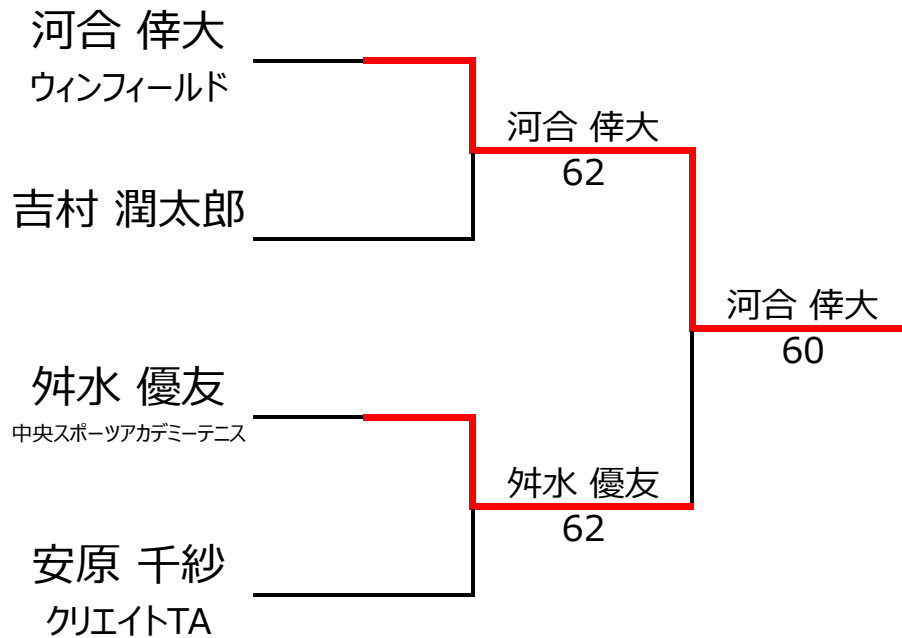 河合 倖大
ウィンフィールド
吉村 潤太郎
舛水 優友
中央スポーツアカデミーテニス
安原 千紗
クリエイトTA
河合 倖大
62
舛水 優友
62
河合 倖大
60